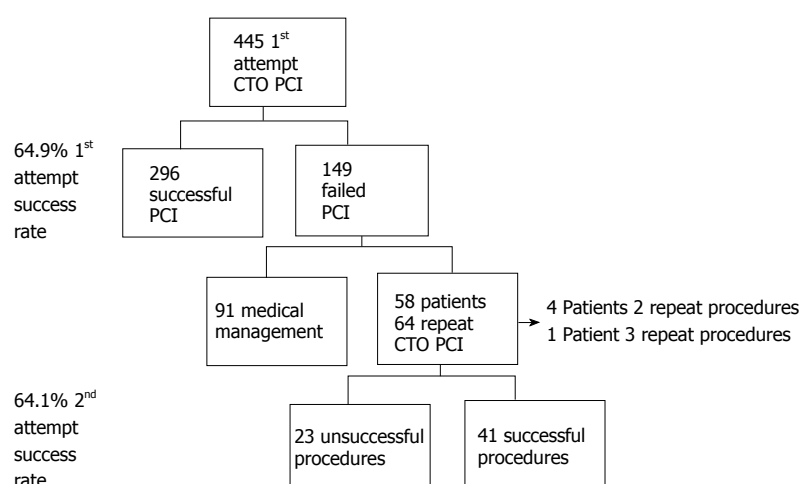 445 1st
attempt
CTO PCI
64.9% 1st
attempt
success
rate
296
successful
PCI
149
failed
PCI
91 medical
management
58 patients
64 repeat
CTO PCI
4 Patients 2 repeat procedures
1 Patient 3 repeat procedures
64.1% 2nd
attempt
success
rate
23 unsuccessful
procedures
41 successful
procedures